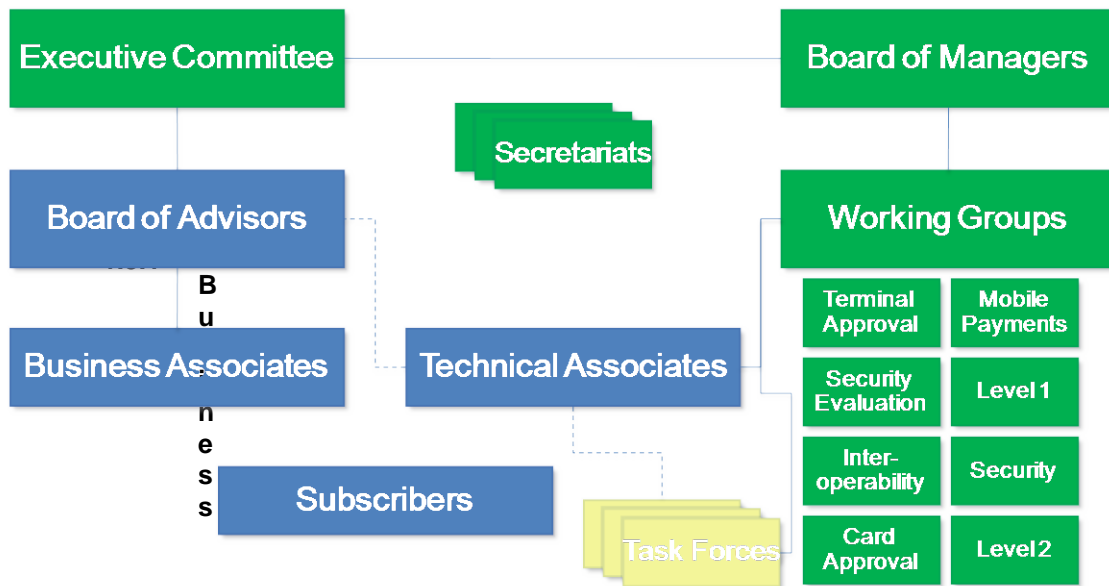 Executive Committee
Board of Managers
Secretariats
Board of Advisors
Working Groups
B
u
n
e
s
s
Terminal
Approval
Mobile
Payments
Business Associates
Technical Associates
Security
Evaluation
Level 1
Inter-
operability
Security
Subscribers
Task Forces
Card
Approval
Level 2